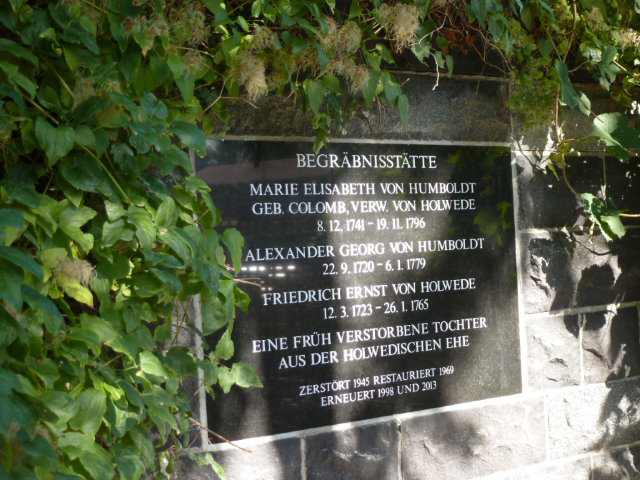 BEGRÄBNISSTÄTTE
MARIE ELISABETH VON HUMBOLDT
GEB. COLOMB, VERW. VON HOLWEDE
8. 12. 1741 - 19. 11. 1796
ALEXANDER GEORG VON HUMBOLDT
22. 9. 1720 - 6. 1. 1779
FRIEDRICH ERNST VON HOLWEDE
12. 3. 1723 - 26. 1. 1765
EINE FRÜH VERSTORBENE TOCHTER
AUS DER HOLWEDISCHEN EHE
ZERSTÖRT 1945 RESTAURIERT 1969
ERNEUERT 1998 UND 2013